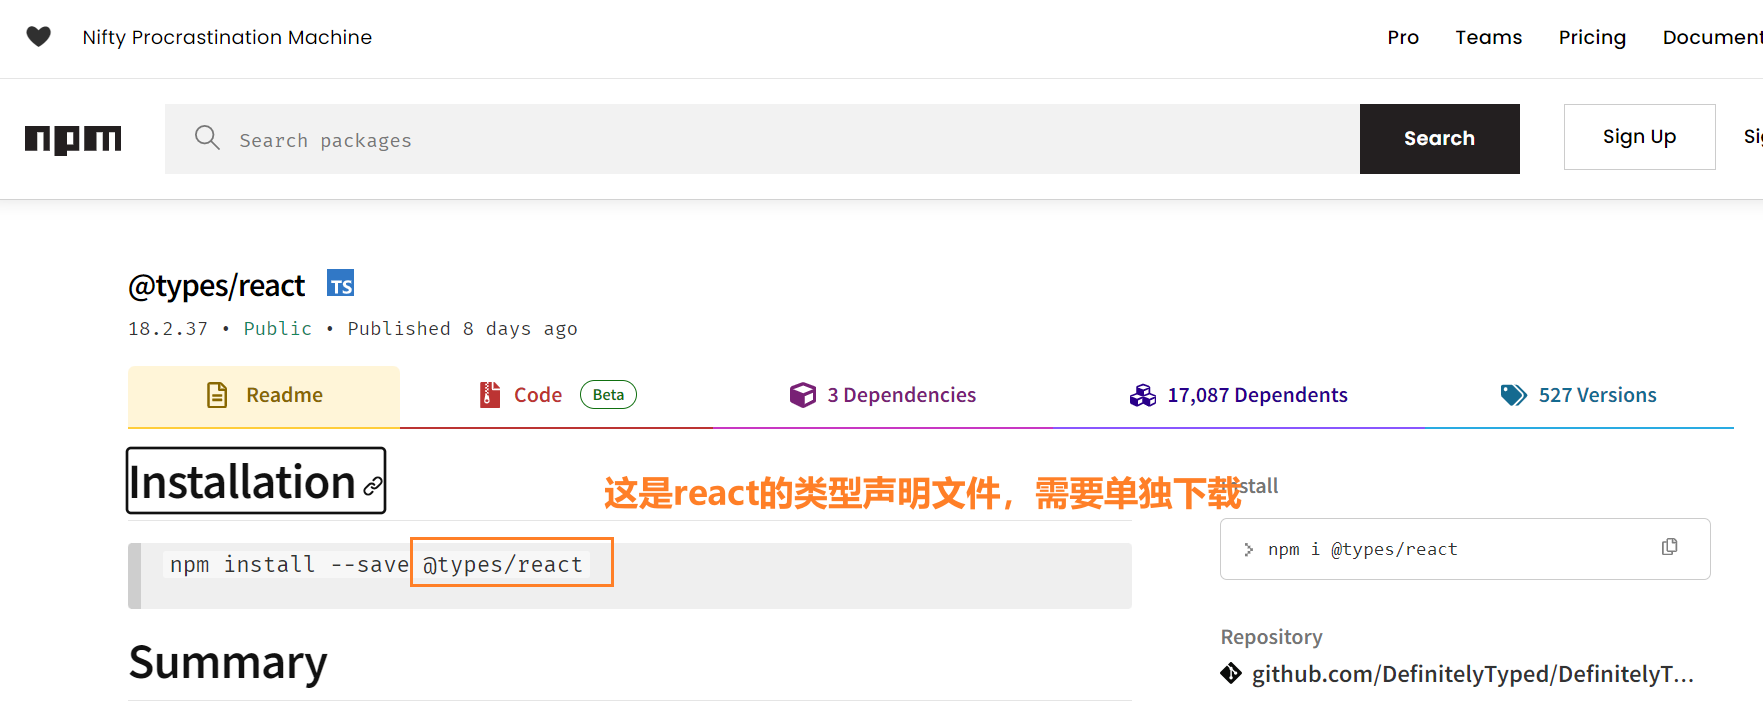 Nifty Procrastination Machine
Pro Teams Pricing Document
npm Search packages Search Sign Up Sig
@types/react TS
18.2.37 • Public • Published 8 days ago
Readme Code Beta 3 Dependencies 17,087 Dependents 527 Versions
Installation
这是react的类型声明文件，需要单独下载
Install
npm install --save @types/react
> npm i @types/react
Summary
Repository
github.com/DefinitelyTyped/DefinitelyT...